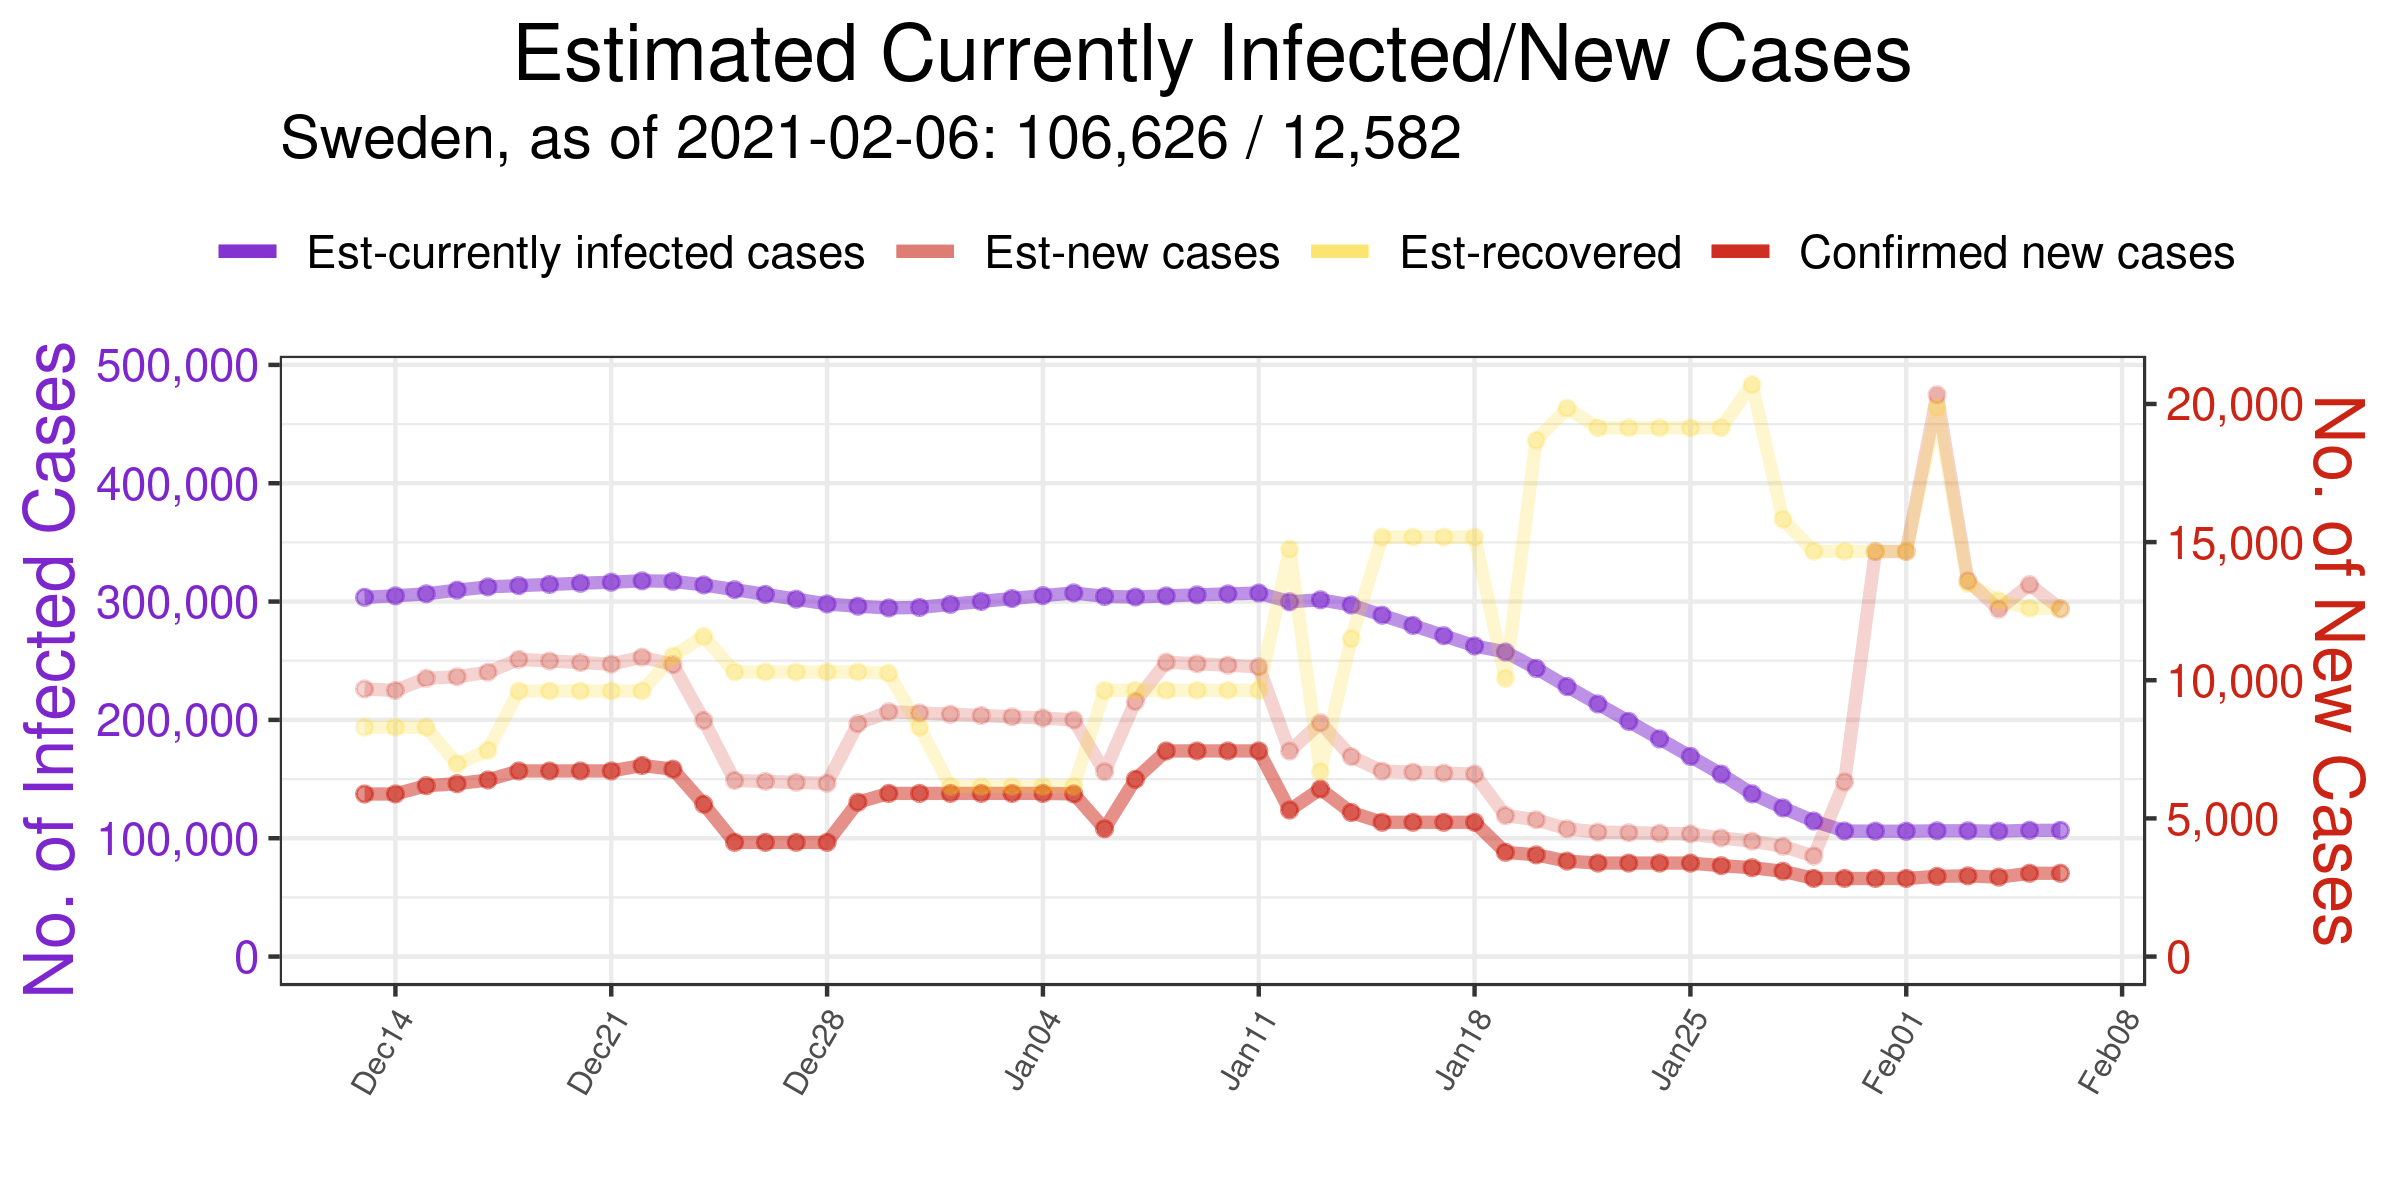 Estimated Currently Infected/New Cases
Sweden, as of 2021-02-06: 106,626 / 12,582
Est-currently infected cases Est-new cases Est-recovered Confirmed new cases
No. of Infected Cases
500,000
400,000
300,000
200,000
100,000
0
20,000
15,000
10,000
5,000
0
No. of New Cases
Dec14 Dec21 Dec28 Jan04 Jan11 Jan18 Jan25 Feb01 Feb08